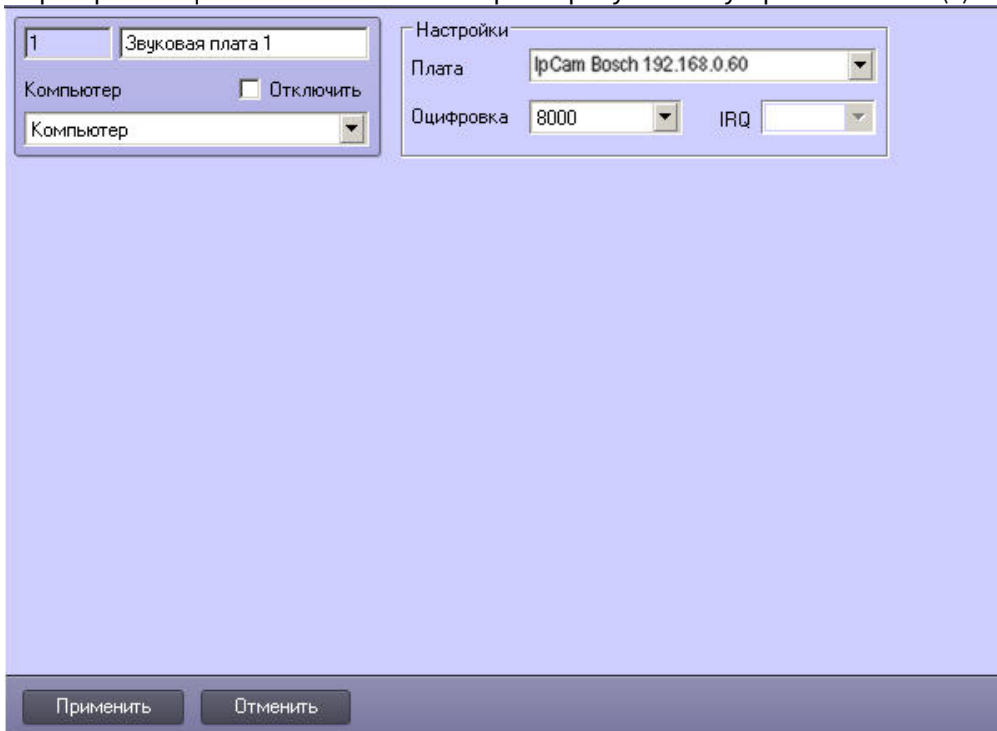 1 Звуковая плата 1
Компьютер Отключить
Компьютер
Настройки
Плата IpCam Bosch 192.168.0.60
Оцифровка 8000 IRQ
Применить Отменить